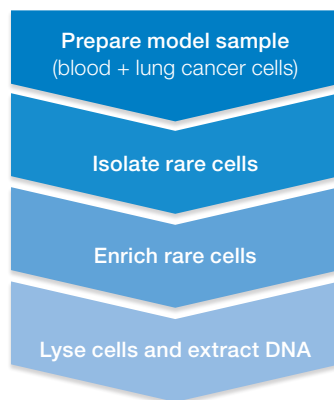 Prepare model sample
(blood + lung cancer cells)
Isolate rare cells
Enrich rare cells
Lyse cells and extract DNA